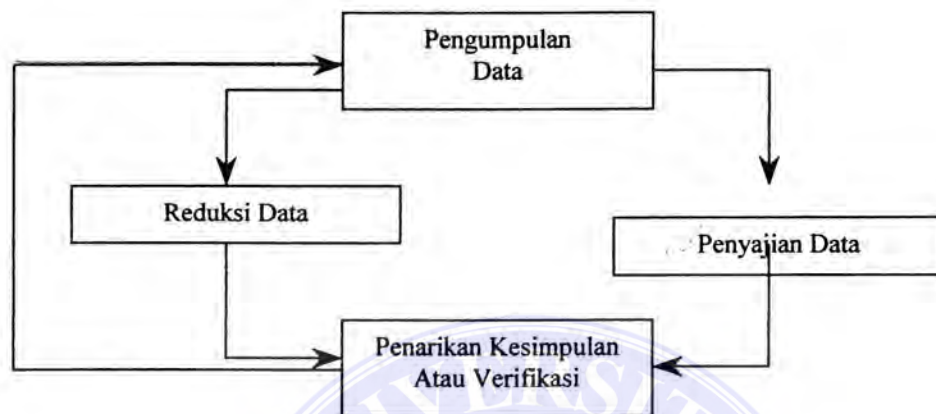 Pengumpulan
Data
Reduksi Data
Penyajian Data
Penarikan Kesimpulan
Atau Verifikasi